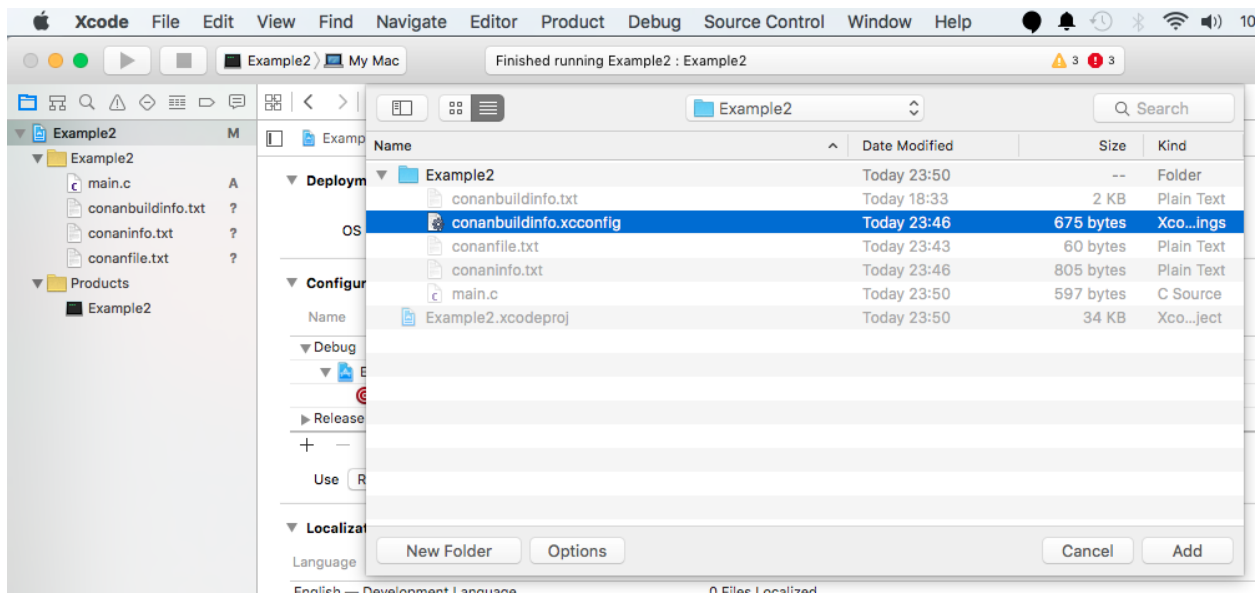 Xcode File Edit View Find Navigate Editor Product Debug Source Control Window Help 10
Example2 My Mac Finished running Example2 : Example2 3 3
Example2 Search
Example2 M
Examp
Name Date Modified Size Kind
Example2
main.c A
conanbuildinfo.txt ?
conaninfo.txt ?
conanfile.txt ?
Products
Example2
Deploym
OS
Configur
Name
Debug
E
Release
Use R
Localizat
Language
English — Development Language 0 Files Localized
Example2 Today 23:50 -- Folder
conanbuildinfo.txt Today 18:33 2 KB Plain Text
conanbuildinfo.xcconfig Today 23:46 675 bytes Xco...ings
conanfile.txt Today 23:43 60 bytes Plain Text
conaninfo.txt Today 23:46 805 bytes Plain Text
main.c Today 23:50 597 bytes C Source
Example2.xcodeproj Today 23:50 34 KB Xco...ject
New Folder Options Cancel Add